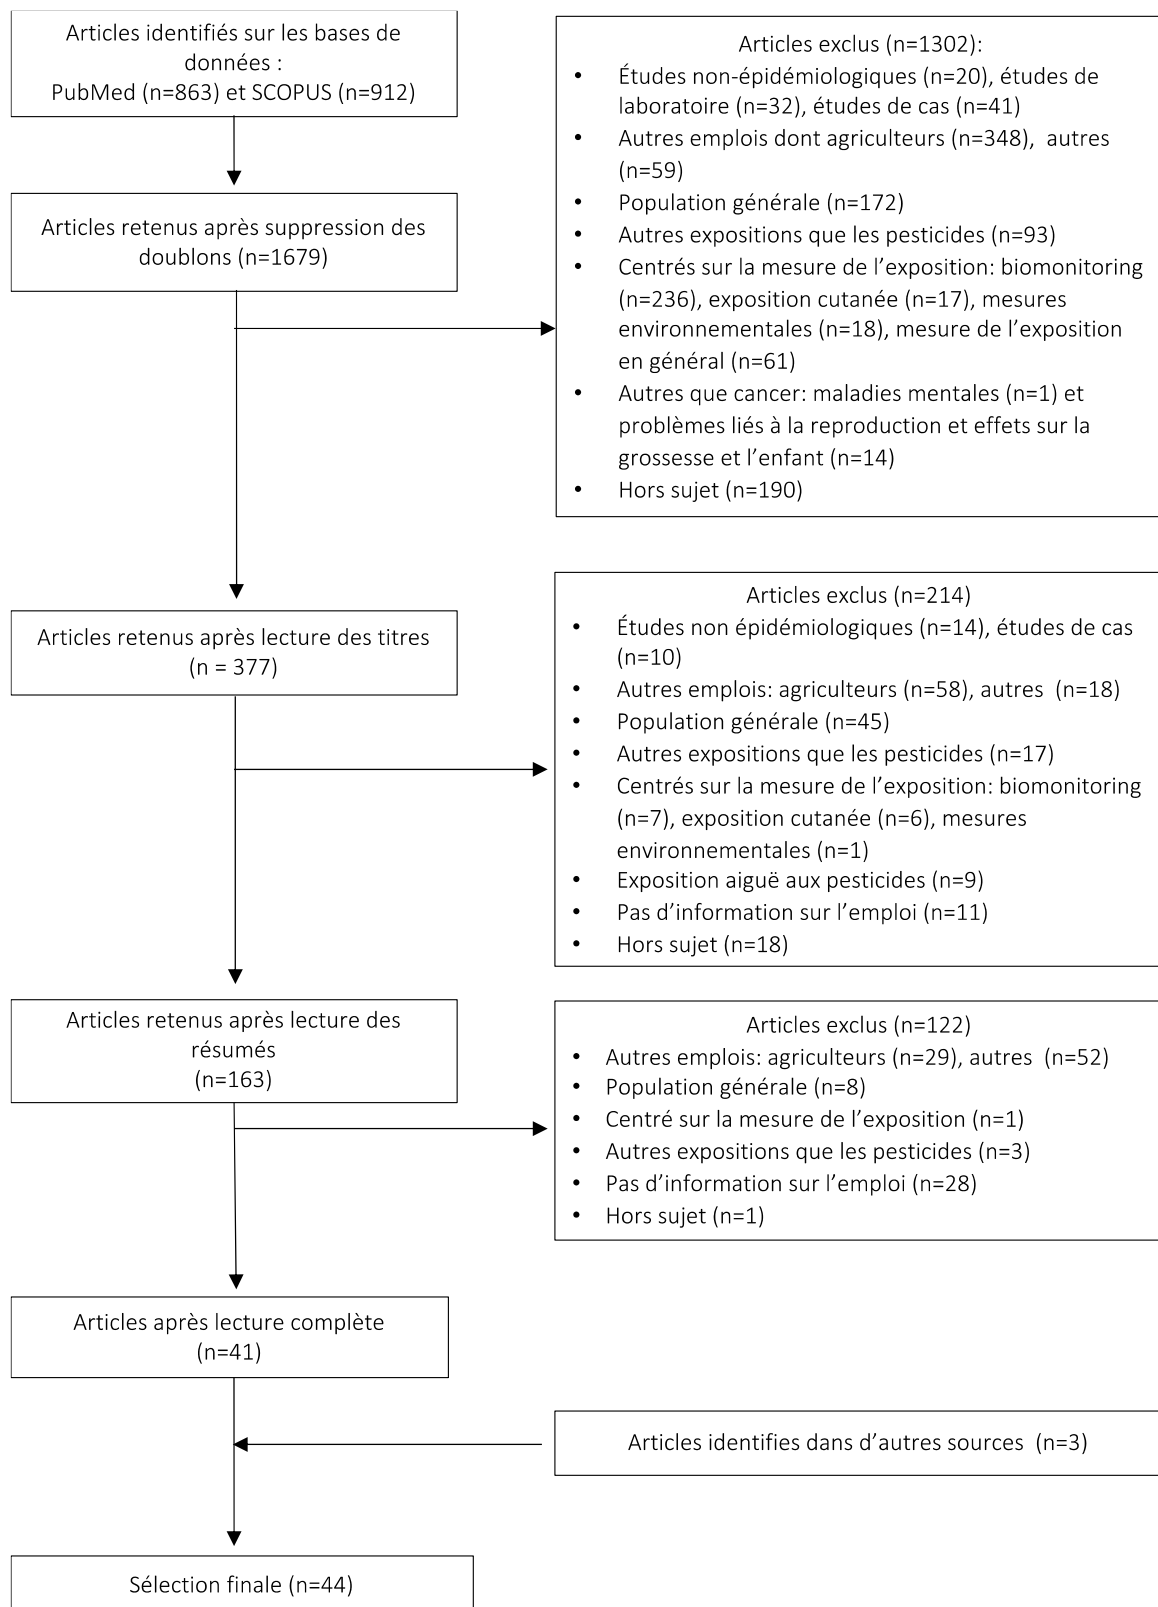 Articles identifiés sur les bases de
données :
PubMed (n=863) et SCOPUS (n=912)
Articles exclus (n=1302):
• Études non-épidémiologiques (n=20), études de
laboratoire (n=32), études de cas (n=41)
• Autres emplois dont agriculteurs (n=348), autres
(n=59)
• Population générale (n=172)
• Autres expositions que les pesticides (n=93)
• Centrés sur la mesure de l'exposition: biomonitoring
(n=236), exposition cutanée (n=17), mesures
environnementales (n=18), mesure de l'exposition
en général (n=61)
• Autres que cancer: maladies mentales (n=1) et
problèmes liés à la reproduction et effets sur la
grossesse et l'enfant (n=14)
• Hors sujet (n=190)
Articles retenus après suppression des
doublons (n=1679)
Articles retenus après lecture des titres
(n = 377)
Articles exclus (n=214)
• Études non épidémiologiques (n=14), études de cas
(n=10)
• Autres emplois: agriculteurs (n=58), autres (n=18)
• Population générale (n=45)
• Autres expositions que les pesticides (n=17)
• Centrés sur la mesure de l'exposition: biomonitoring
(n=7), exposition cutanée (n=6), mesures
environnementales (n=1)
• Exposition aiguë aux pesticides (n=9)
• Pas d'information sur l'emploi (n=11)
• Hors sujet (n=18)
Articles retenus après lecture des
résumés
(n=163)
Articles exclus (n=122)
• Autres emplois: agriculteurs (n=29), autres (n=52)
• Population générale (n=8)
• Centré sur la mesure de l'exposition (n=1)
• Autres expositions que les pesticides (n=3)
• Pas d'information sur l'emploi (n=28)
• Hors sujet (n=1)
Articles après lecture complète
(n=41)
Articles identifies dans d'autres sources (n=3)
Sélection finale (n=44)